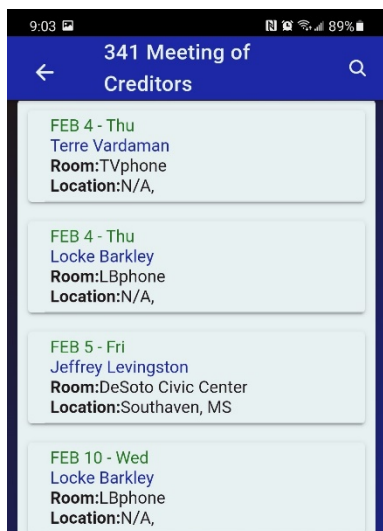 9:03 89%
341 Meeting of
Creditors
FEB 4 - Thu
Terre Vardaman
Room:TVphone
Location:N/A,
FEB 4 - Thu
Locke Barkley
Room:LBphone
Location:N/A,
FEB 5 - Fri
Jeffrey Levingston
Room:DeSoto Civic Center
Location:Southaven, MS
FEB 10 - Wed
Locke Barkley
Room:LBphone
Location:N/A,